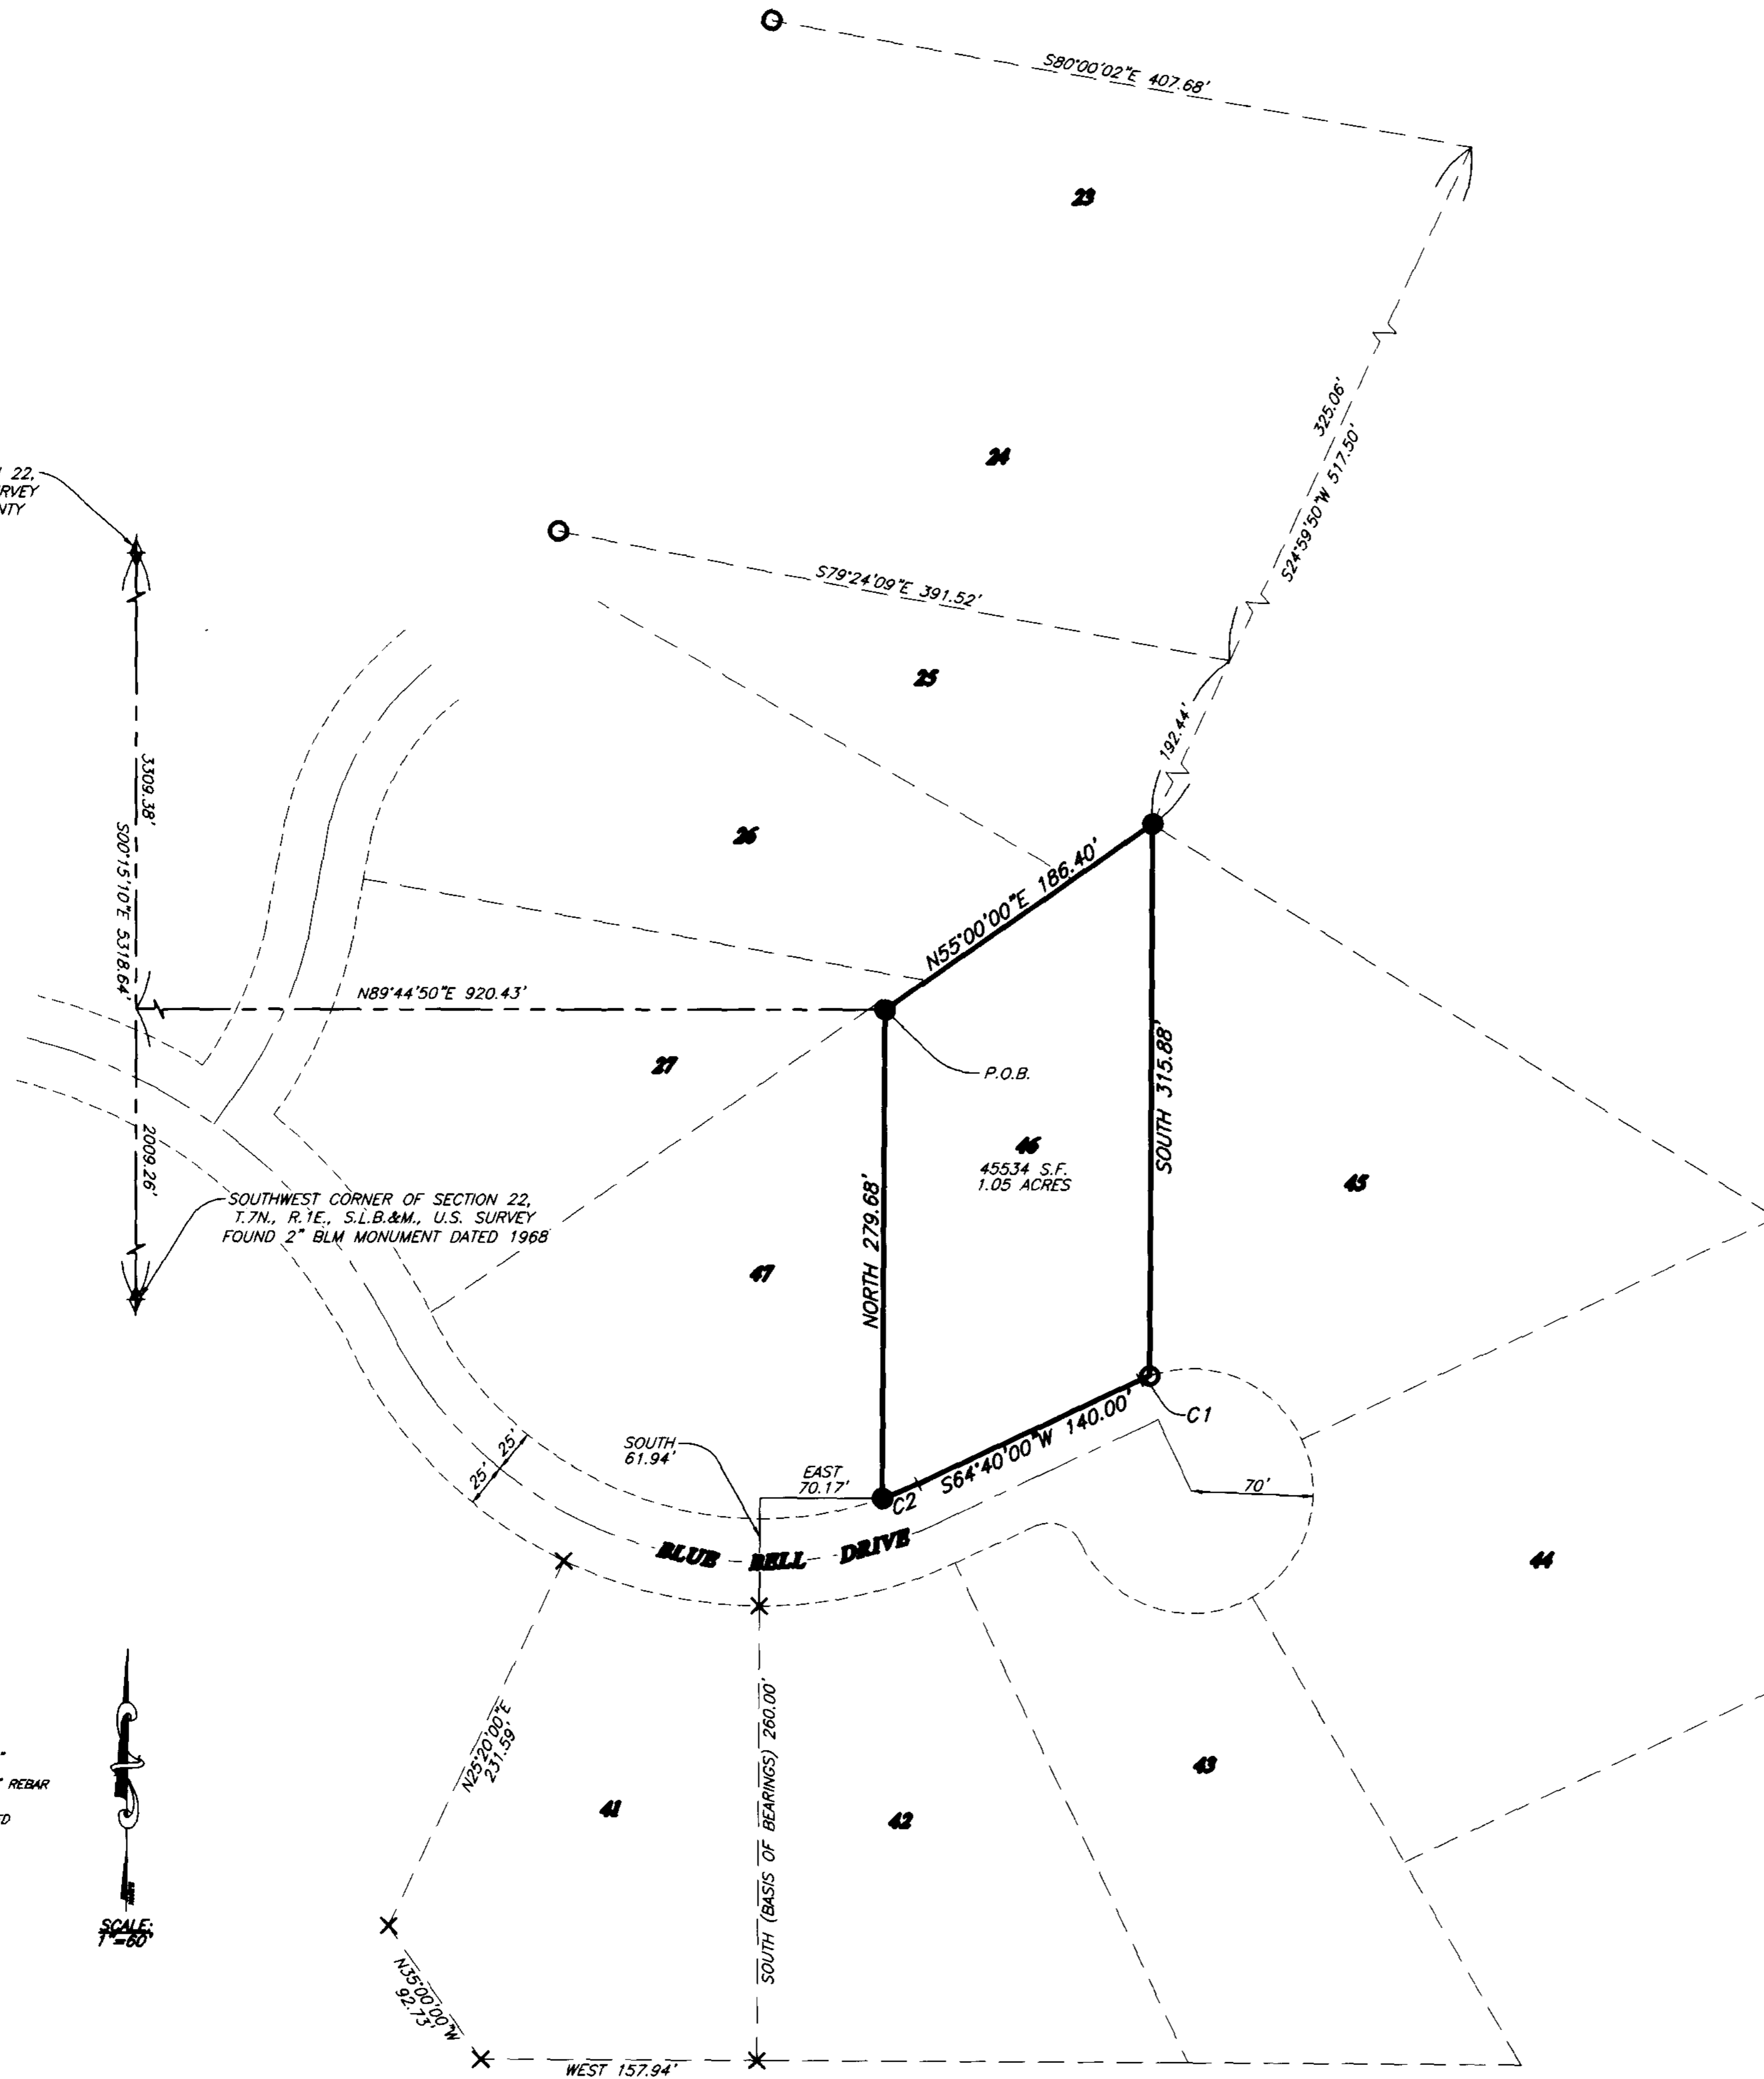 S80°00'02"E 407.68'
23
325.06'
S24°59'50"W 517.50'
24
22,
S79°24'09"E 391.52'
25
192.44'
3309.38'
S00°15'10"E 5318.64'
26
N55°00'00"E 186.40'
N89°44'50"E 920.43'
P.O.B.
27
SOUTH 315.88'
46
45534 S.F.
1.05 ACRES
45
2009.26'
SOUTHWEST CORNER OF SECTION 22,
T.7N., R.1E., S.L.B.&M., U.S. SURVEY
FOUND 2" BLM MONUMENT DATED 1968
47
NORTH 279.68'
C1
S64°40'00"W 140.00'
C2
25'
25'
SOUTH
61.94'
EAST
70.17'
70'
BLUE BELL DRIVE
44
N25°20'00"E
231.59'
SOUTH (BASIS OF BEARINGS) 260.00'
43
REBAR
41
42
SCALE:
1"=60'
N35°00'00"W
92.73'
WEST 157.94'